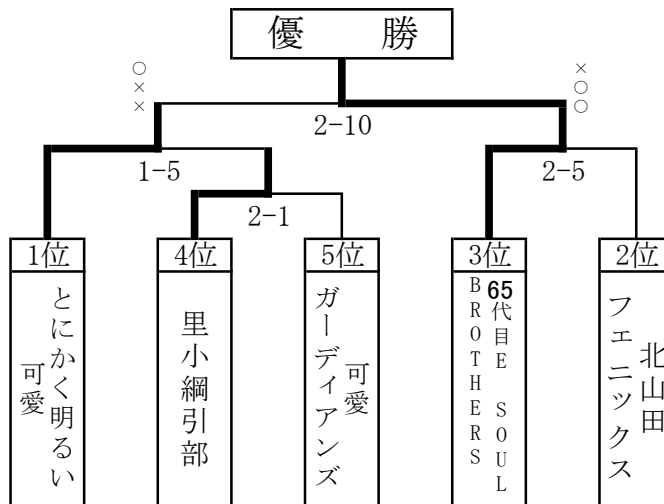 優　勝
○××
×○○
2-10
1-5
2-5
2-1
1位
4位
5位
3位
2位
とにかく明るい
可愛
里小綱引部
可愛
ガーディアンズ
65代目E SOUL
BROTHERS
北山田
フェニックス